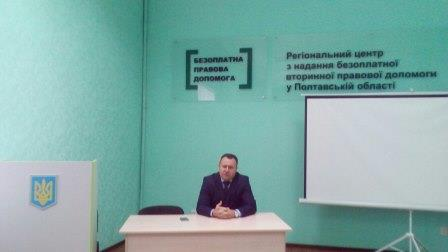 БЕЗОПЛАТНА
ПРАВОВА
ДОПОМОГА
Регіональний центр
з надання безоплатної
вторинної правової допомоги
у Полтавській області